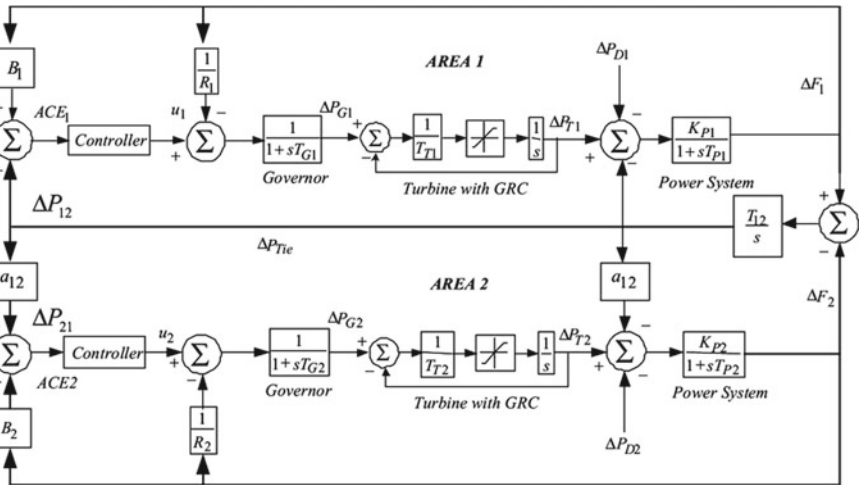 B1
1
R1
AREA 1
ΔPD1
ΔF1
ACE1
u1
ΔPG1
ΔPT1
Σ
Controller
Σ
1
1+sTG1
Σ
1
TT1
1
s
Σ
KP1
1+sTP1
−
+
−
+
−
+
−
−
Governor
Turbine with GRC
Power System
ΔP12
T12
s
+
Σ
−
ΔPTie
a12
AREA 2
a12
ΔF2
ΔP21
u2
ΔPG2
ΔPT2
Σ
Controller
Σ
1
1+sTG2
Σ
1
TT2
1
s
Σ
KP2
1+sTP2
+
−
+
−
−
+
−
ACE2
Governor
Turbine with GRC
Power System
B2
1
R2
ΔPD2